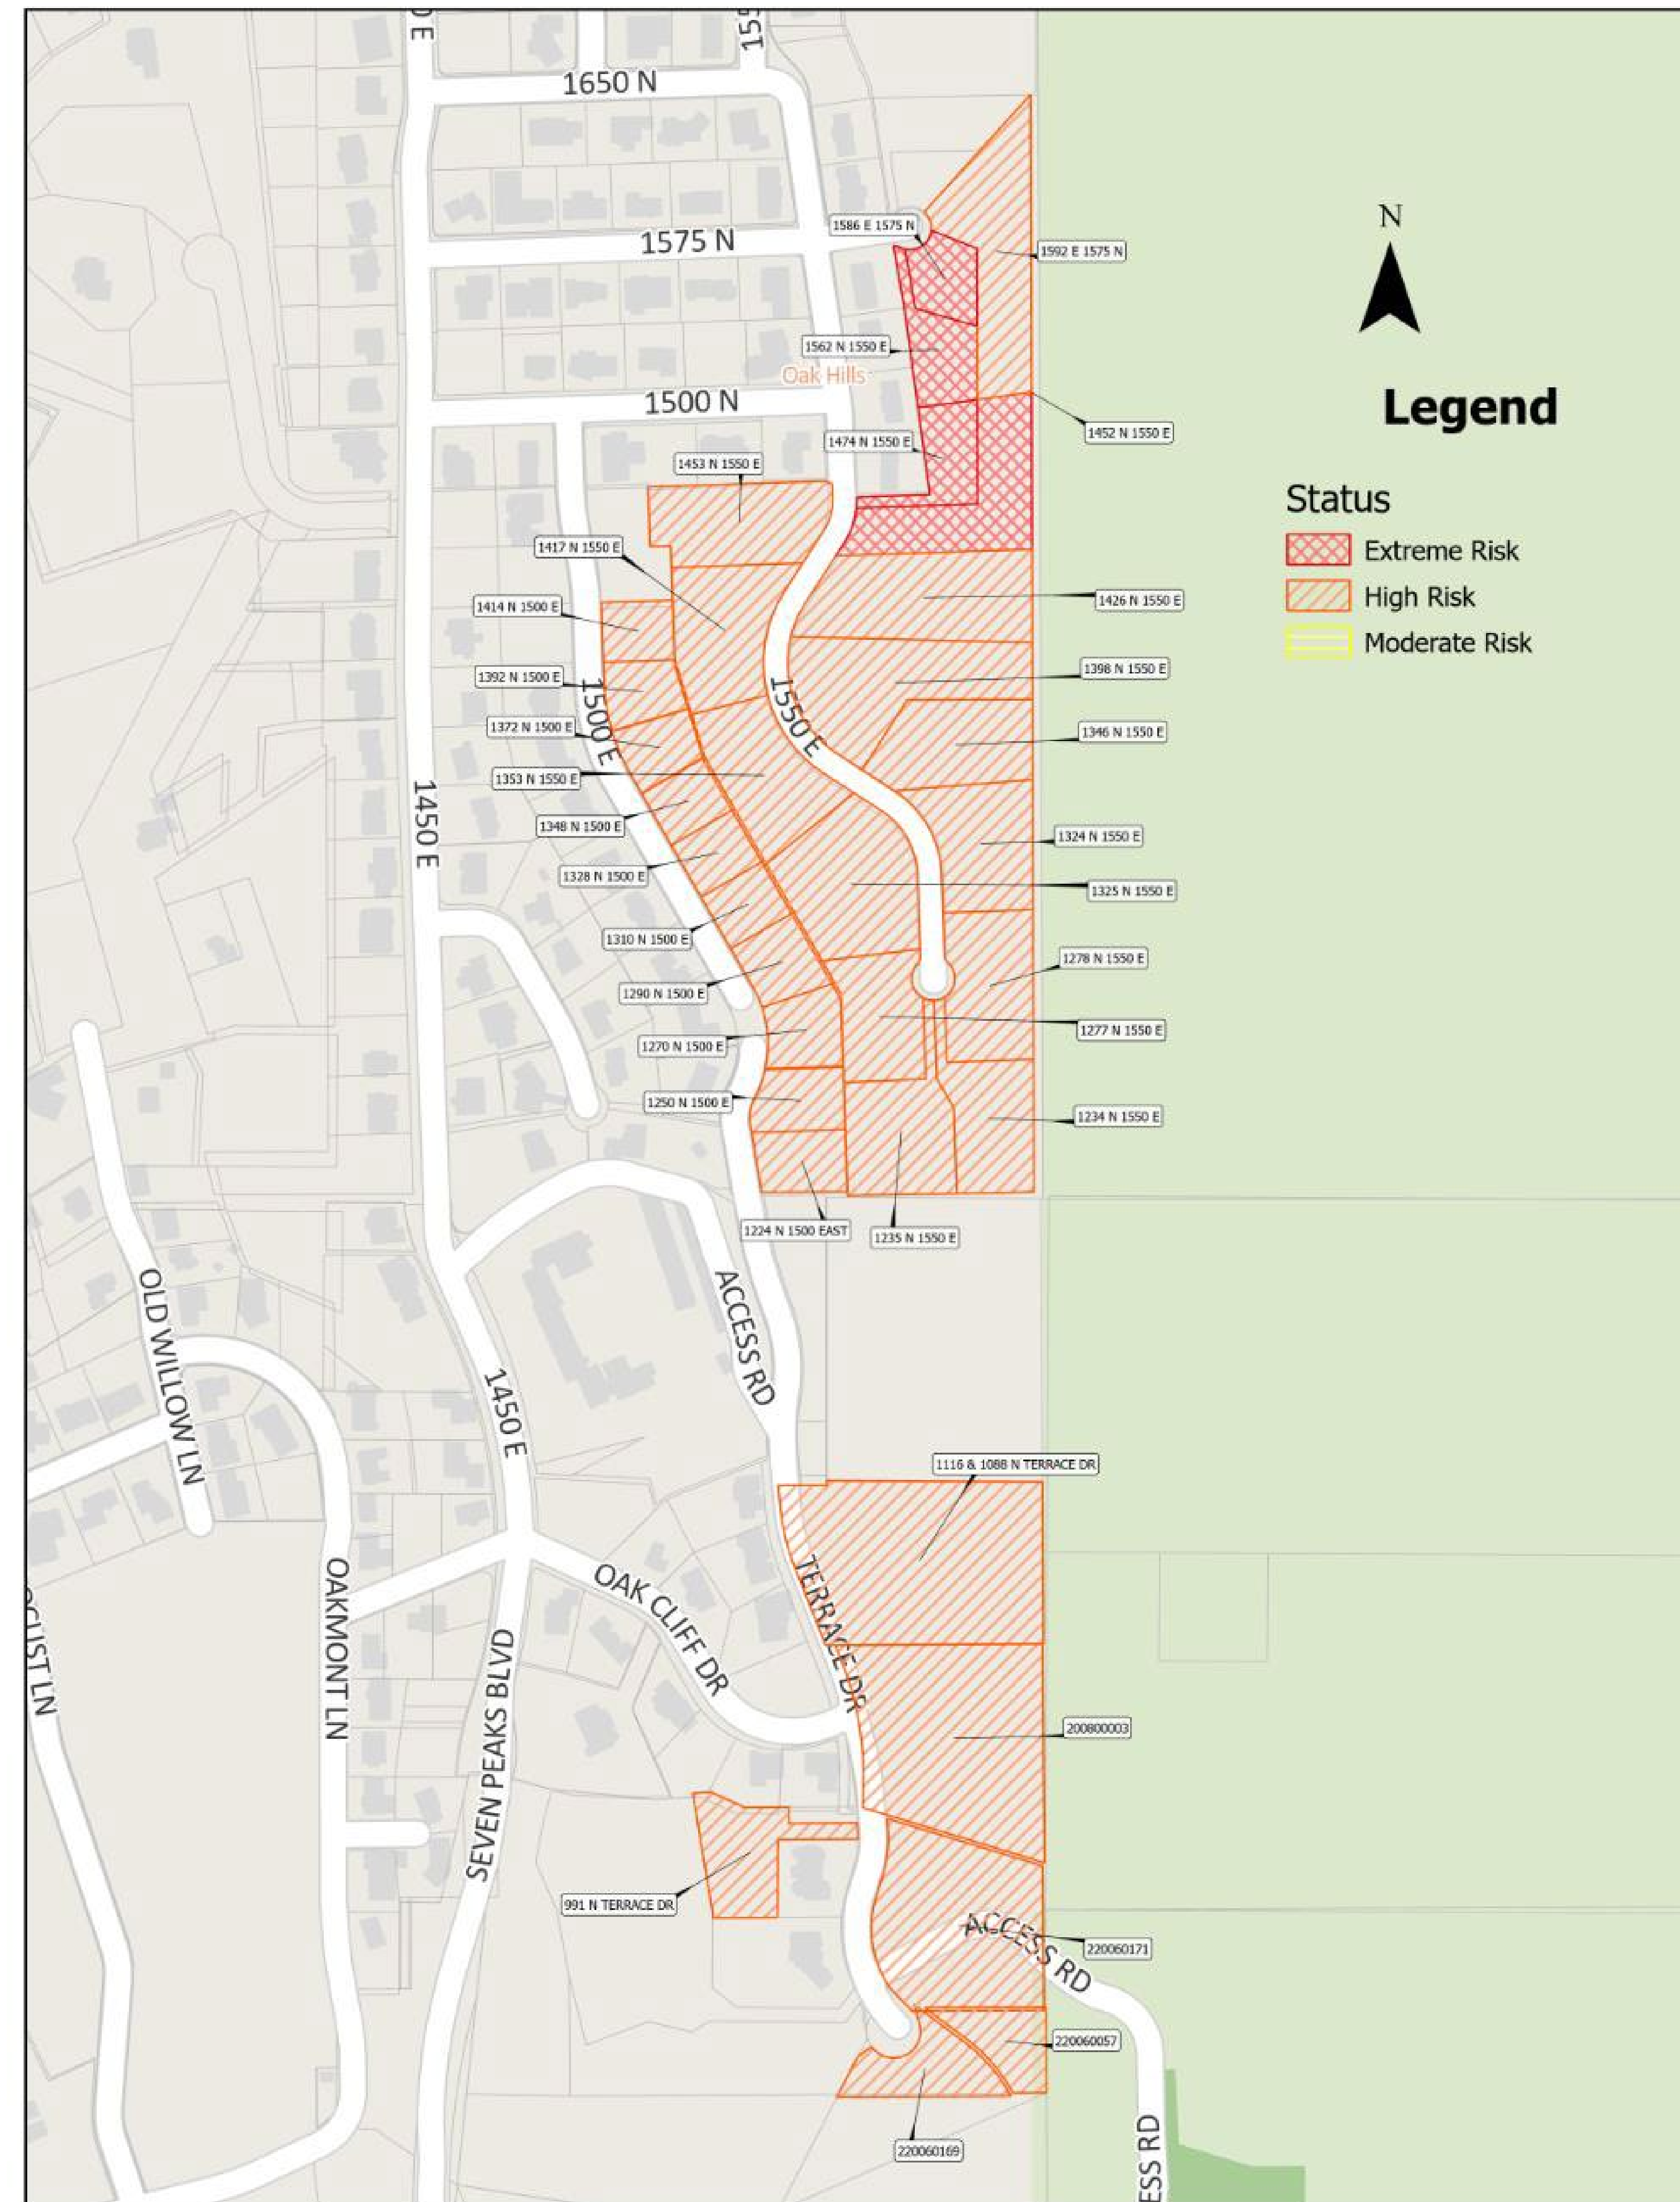 1650 N
1575 N
1586 E 1575 N
1592 E 1575 N
N
1562 N 1550 E
Oak Hills
1500 N
Legend
1452 N 1550 E
1474 N 1550 E
1453 N 1550 E
Status
Extreme Risk
High Risk
Moderate Risk
1417 N 1550 E
1414 N 1500 E
1426 N 1550 E
1392 N 1500 E
1500 E
1550 E
1398 N 1550 E
1372 N 1500 E
1346 N 1550 E
1353 N 1550 E
1450 E
1348 N 1500 E
1324 N 1550 E
1328 N 1500 E
1325 N 1550 E
1310 N 1500 E
1278 N 1550 E
1290 N 1500 E
1277 N 1550 E
1270 N 1500 E
1250 N 1500 E
1234 N 1550 E
1224 N 1500 EAST
1235 N 1550 E
OLD WILLOW LN
ACCESS RD
1450 E
1116 & 1088 N TERRACE DR
OAKMONT LN
OAK CLIFF DR
TERRACE DR
SEVEN PEAKS BLVD
200800003
991 N TERRACE DR
ACCESS RD
220060171
220060057
220060169